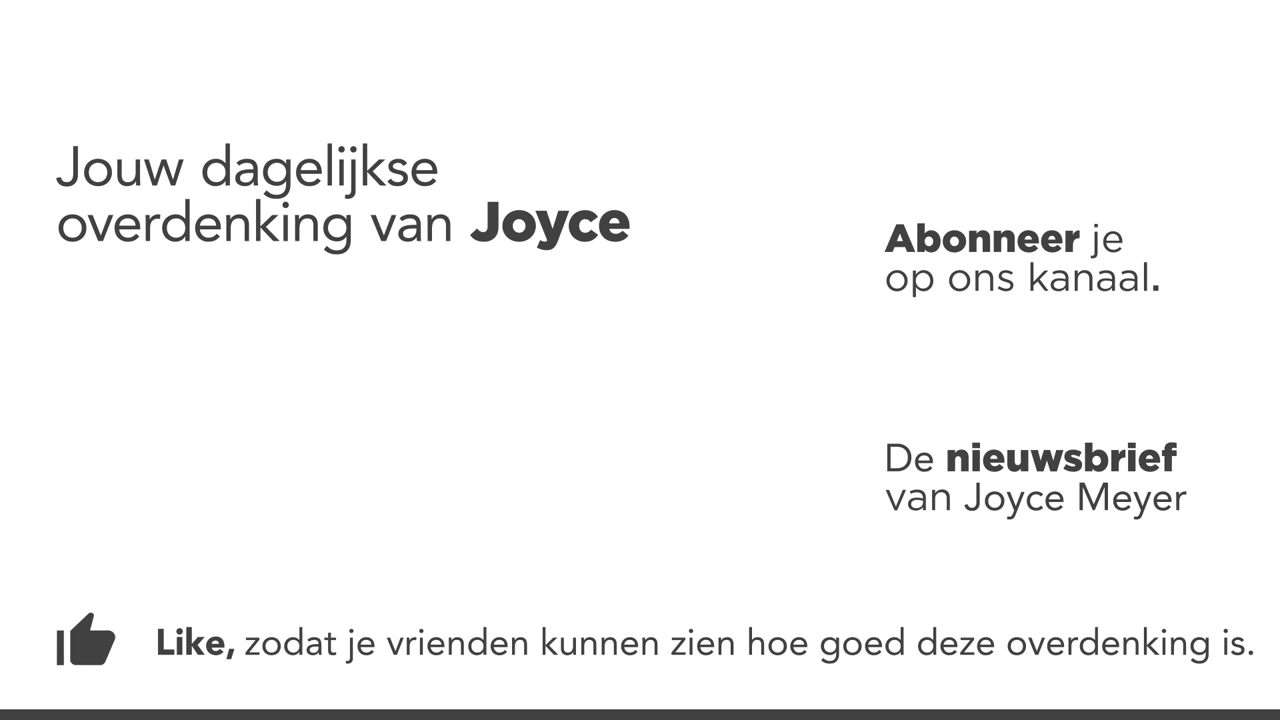 Jouw dagelijkse
overdenking van Joyce
Abonneer je
op ons kanaal.
De nieuwsbrief
van Joyce Meyer
Like, zodat je vrienden kunnen zien hoe goed deze overdenking is.